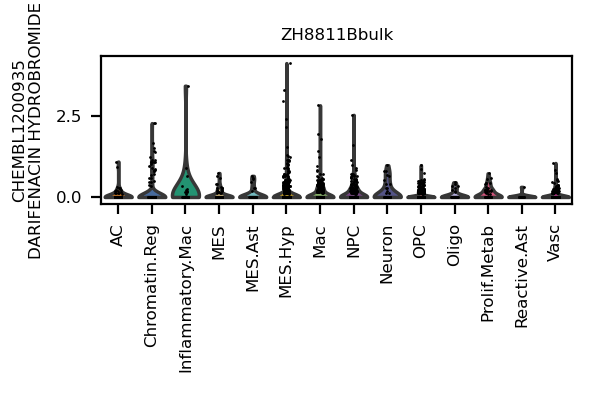 ZH8811Bbulk
CHEMBL1200935
DARIFENACIN HYDROBROMIDE
2.5
0.0
AC
Chromatin.Reg
Inflammatory.Mac
MES
MES.Ast
MES.Hyp
Mac
NPC
Neuron
OPC
Oligo
Prolif.Metab
Reactive.Ast
Vasc